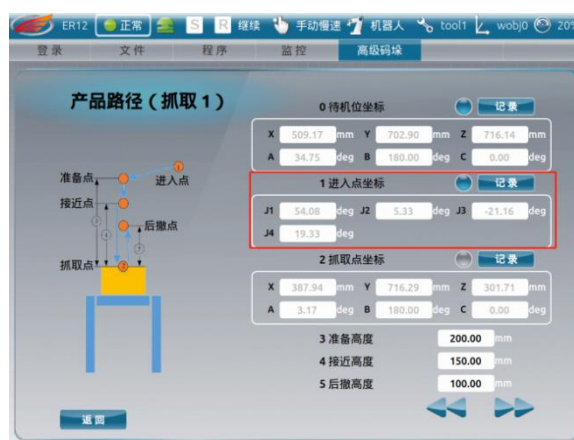 ER12 正常 S R 继续 手动慢速 机器人 tool1 wobj0 20%
登录 文件 程序 监控 高级码垛
产品路径（抓取1）
0 待机位坐标 记录
X 509.17 mm Y 702.90 mm Z 716.14 mm
A 34.75 deg B 180.00 deg C 0.00 deg
1 进入点坐标 记录
J1 54.08 deg J2 5.33 deg J3 -21.16 deg
J4 19.33 deg
2 抓取点坐标 记录
X 387.94 mm Y 716.29 mm Z 301.71 mm
A 3.17 deg B 180.00 deg C 0.00 deg
3 准备高度 200.00 mm
4 接近高度 150.00 mm
5 后撤高度 100.00 mm
准备点 进入点
接近点
后撤点
抓取点
返回